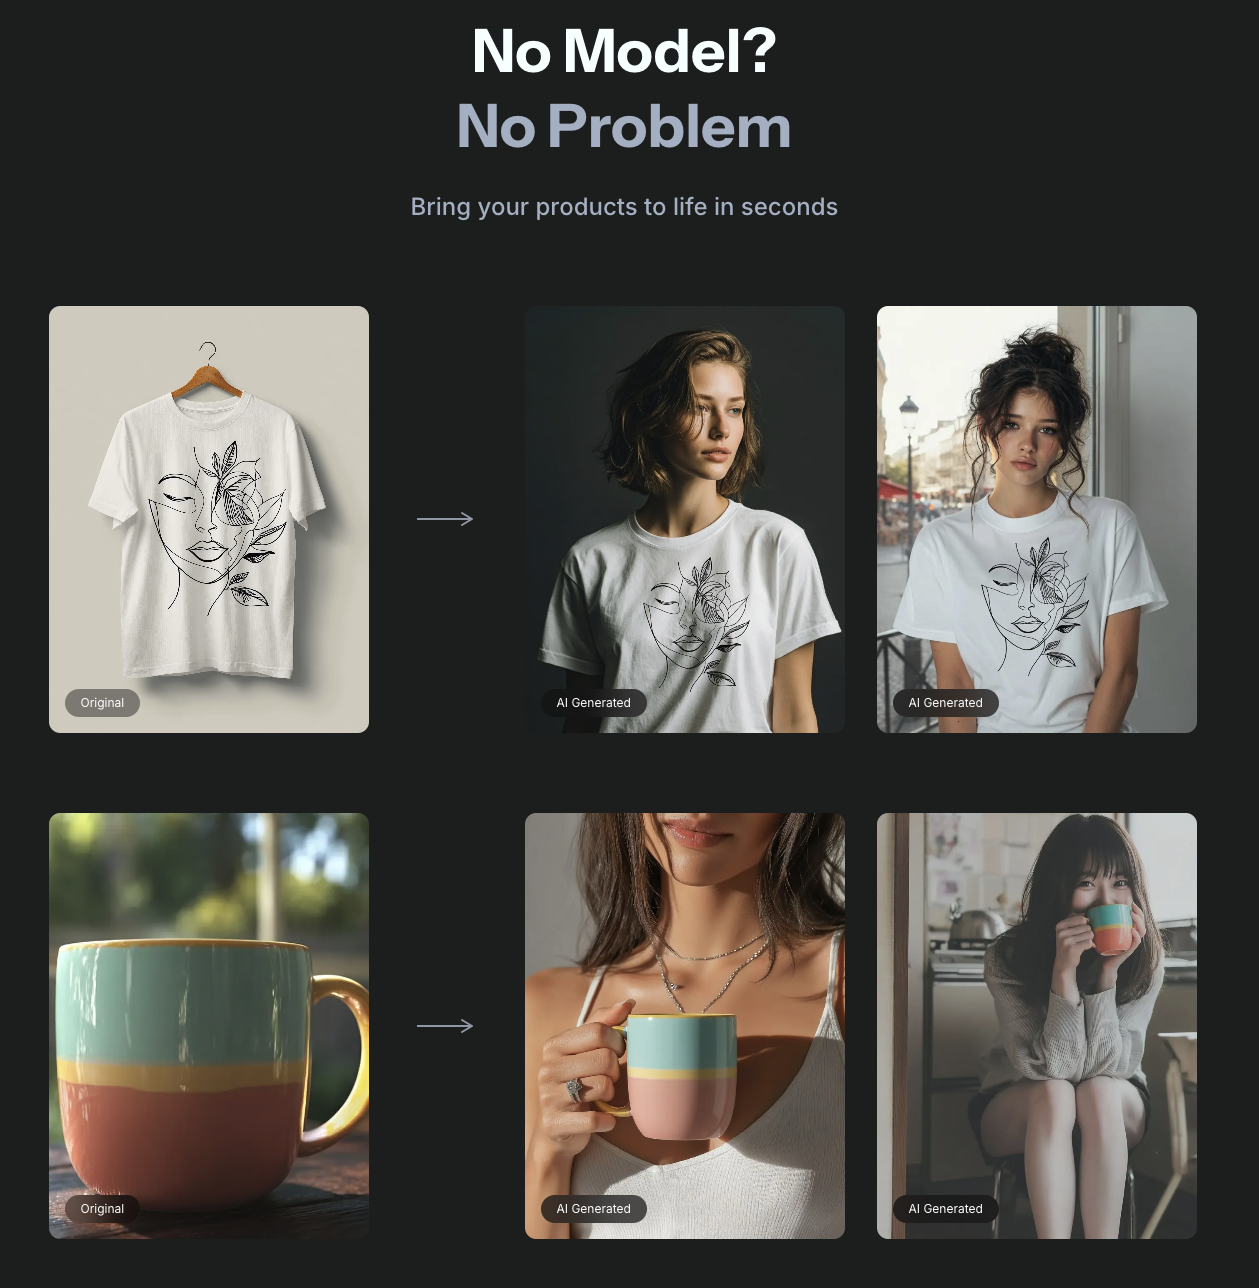 No Model?
No Problem
Bring your products to life in seconds
Original
AI Generated
AI Generated
Original
AI Generated
AI Generated